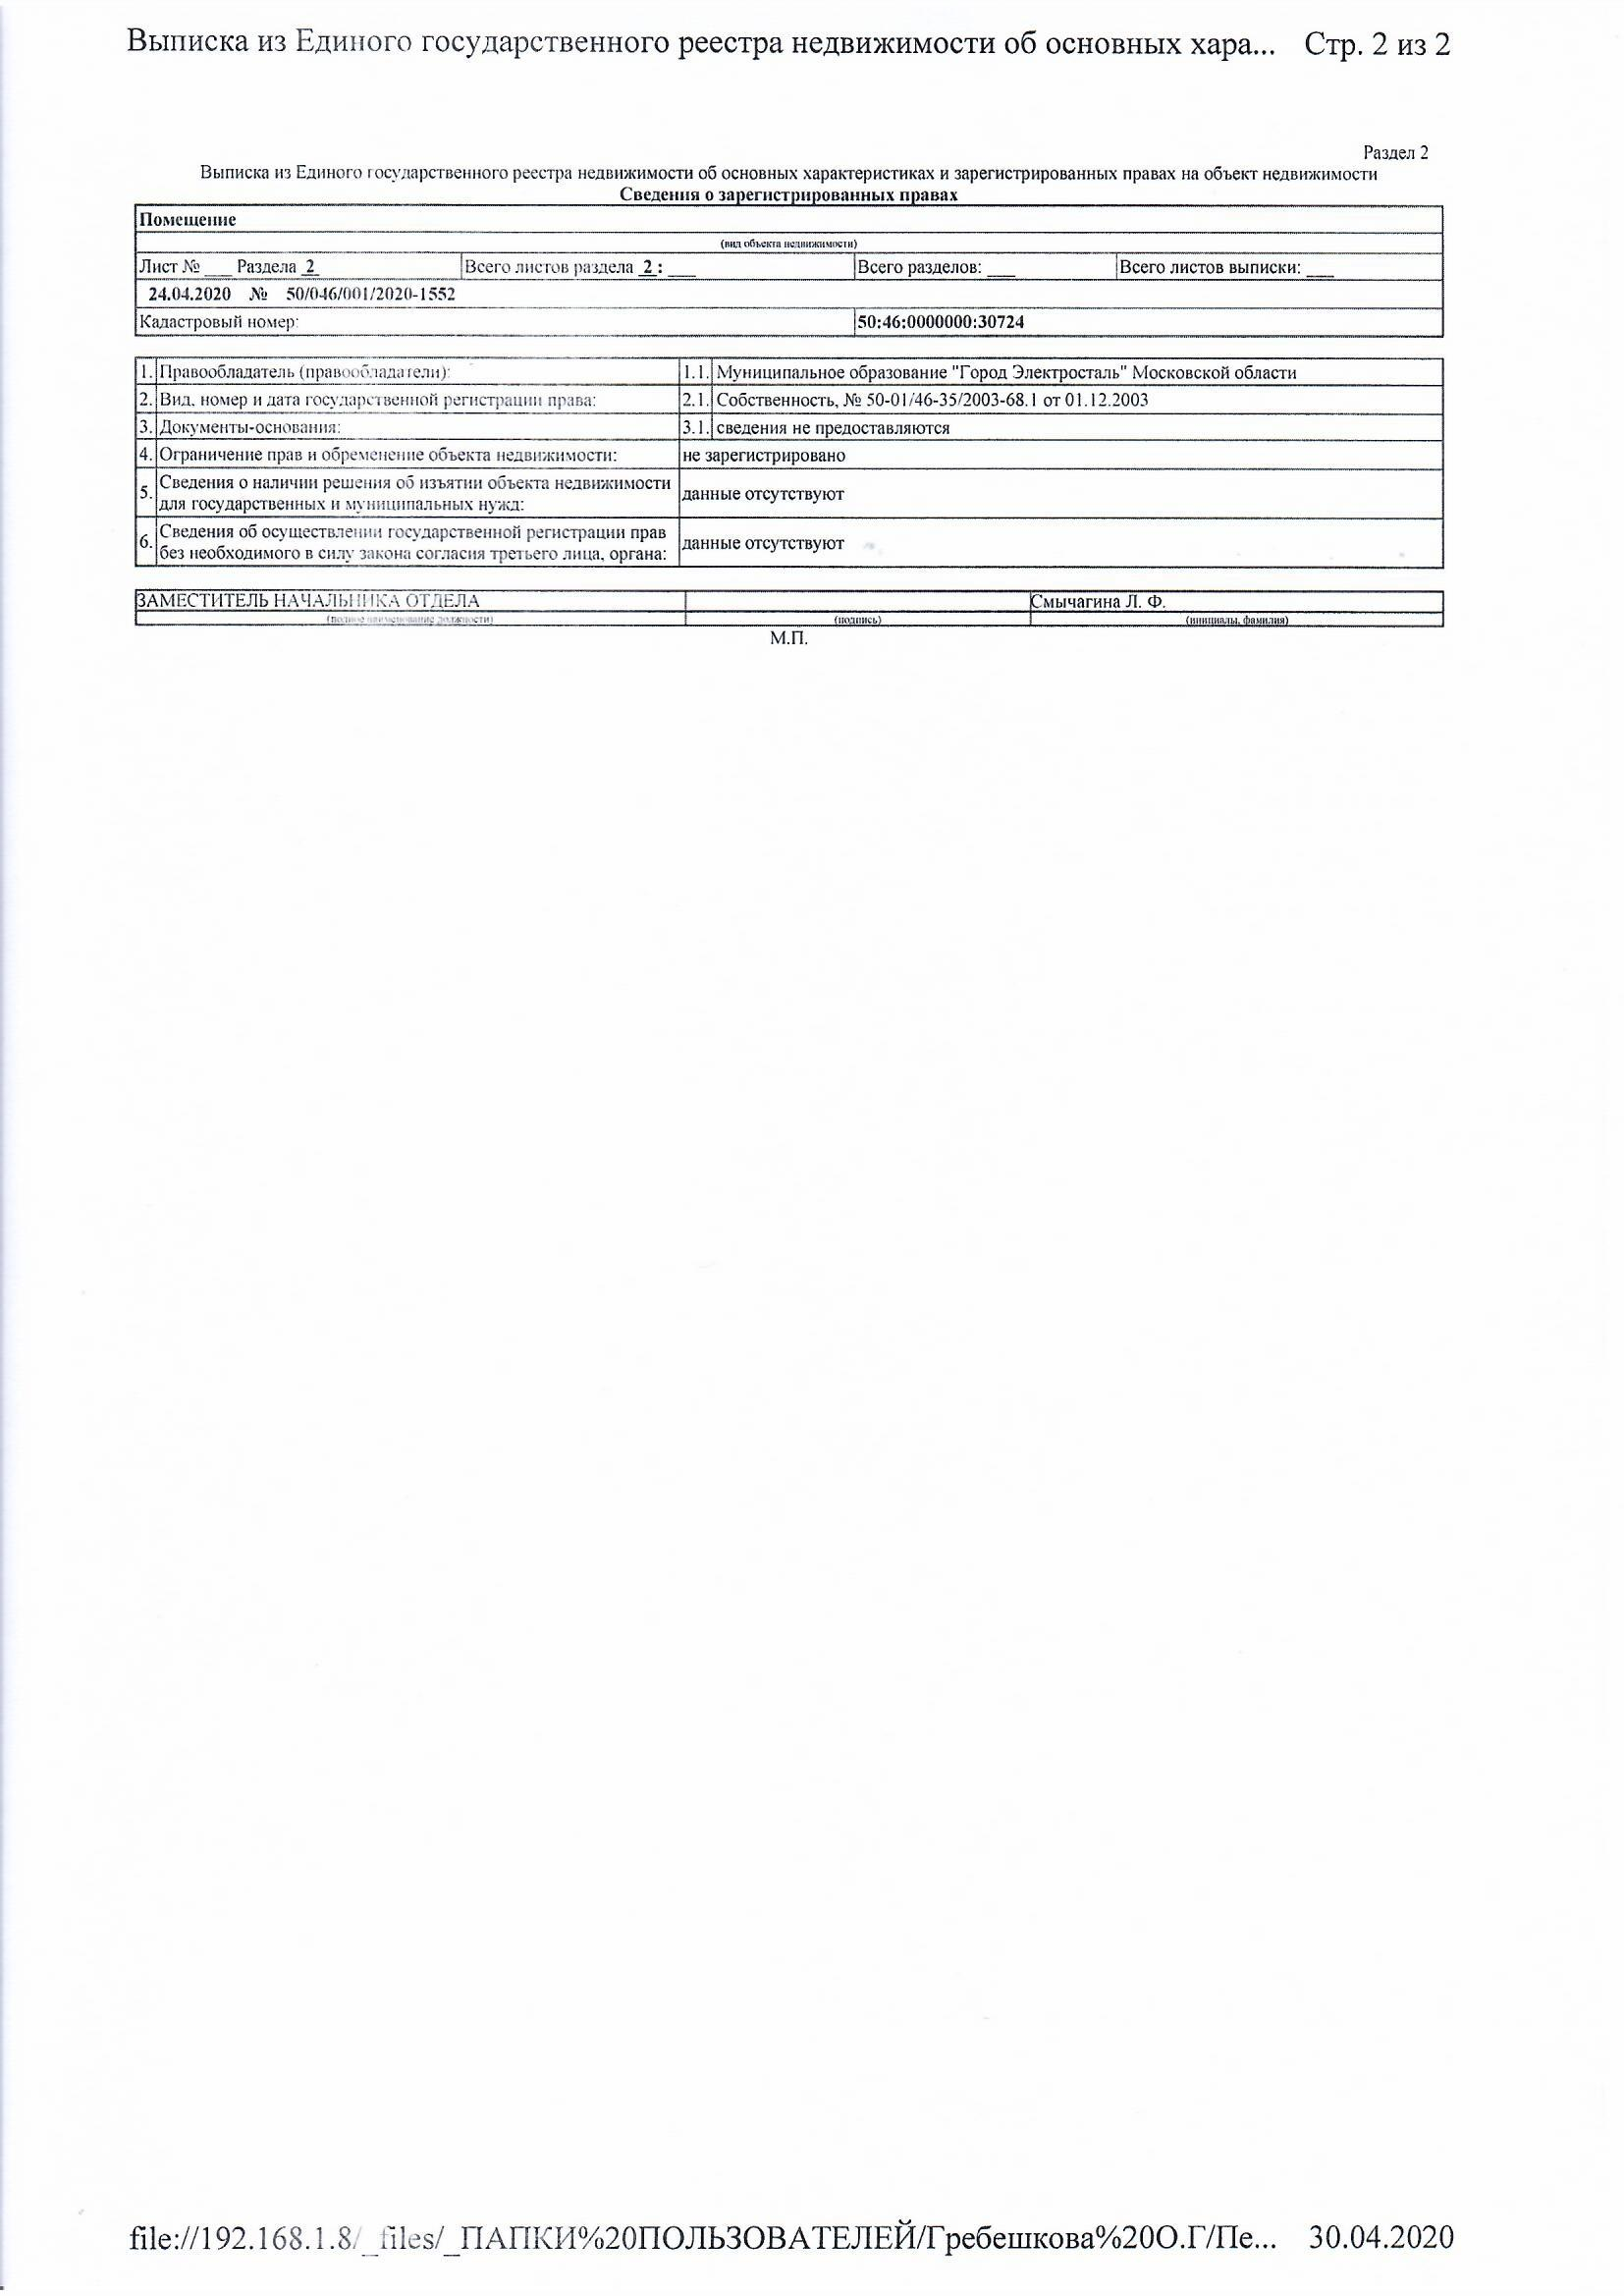 Выписка из Единого государственного реестра недвижимости об основных хара... Стр. 2 из 2
Раздел 2
Выписка из Единого государственного реестра недвижимости об основных характеристиках и зарегистрированных правах на объект недвижимости
Сведения о зарегистрированных правах
Помещение
(вид объекта недвижимости)
Лист № ___ Раздела 2 Всего листов раздела 2 : ___ Всего разделов: ___ Всего листов выписки: ___
24.04.2020 № 50/046/001/2020-1552
Кадастровый номер: 50:46:0000000:30724
1. Правообладатель (правообладатели): 1.1. Муниципальное образование "Город Электросталь" Московской области
2. Вид, номер и дата государственной регистрации права: 2.1. Собственность, № 50-01/46-35/2003-68.1 от 01.12.2003
3. Документы-основания: 3.1. сведения не предоставляются
4. Ограничение прав и обременение объекта недвижимости: не зарегистрировано
5. Сведения о наличии решения об изъятии объекта недвижимости
для государственных и муниципальных нужд: данные отсутствуют
6. Сведения об осуществлении государственной регистрации прав
без необходимого в силу закона согласия третьего лица, органа: данные отсутствуют
ЗАМЕСТИТЕЛЬ НАЧАЛЬНИКА ОТДЕЛА Смычагина Л. Ф.
(полное наименование должности) (подпись) (инициалы, фамилия)
М.П.
file://192.168.1.8/_files/_ПАПКИ%20ПОЛЬЗОВАТЕЛЕЙ/Гребешкова%20О.Г/Пе... 30.04.2020